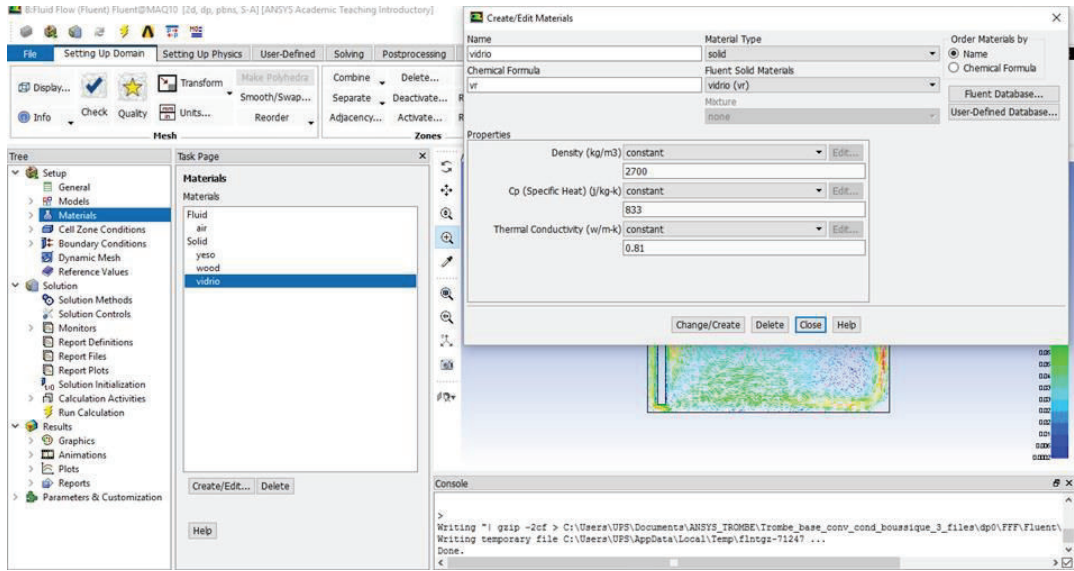 B:Fluid Flow (Fluent) Fluent@MAQ10 [2d, dp, pbns, S-A] [ANSYS Academic Teaching Introductory]
File Setting Up Domain Setting Up Physics User-Defined Solving Postprocessing
Display... Transform Make Polyhedra Combine Delete...
Smooth/Swap... Separate Deactivate...
Info Check Quality Units... Reorder Adjacency... Activate...
Mesh Zones
Tree
Setup
General
Models
Materials
Cell Zone Conditions
Boundary Conditions
Dynamic Mesh
Reference Values
Solution
Solution Methods
Solution Controls
Monitors
Report Definitions
Report Files
Report Plots
Solution Initialization
Calculation Activities
Run Calculation
Results
Graphics
Animations
Plots
Reports
Parameters & Customization
Task Page
Materials
Materials
Fluid
air
Solid
yeso
wood
vidrio
Create/Edit... Delete
Help
Create/Edit Materials
Name Material Type Order Materials by
vidrio solid Name
Chemical Formula Fluent Solid Materials Chemical Formula
vr vidrio (vr) Fluent Database...
Mixture User-Defined Database...
none
Properties
Density (kg/m3) constant Edit...
2700
Cp (Specific Heat) (j/kg-k) constant Edit...
833
Thermal Conductivity (w/m-k) constant Edit...
0.81
Change/Create Delete Close Help
Console
>
Writing "| gzip -2cf > C:\Users\UPS\Documents\ANSYS_TROMBE\Trombe_base_conv_cond_boussique_3_files\dp0\FFF\Fluent\
Writing temporary file C:\Users\UPS\AppData\Local\Temp\flntgz-71247 ...
Done.